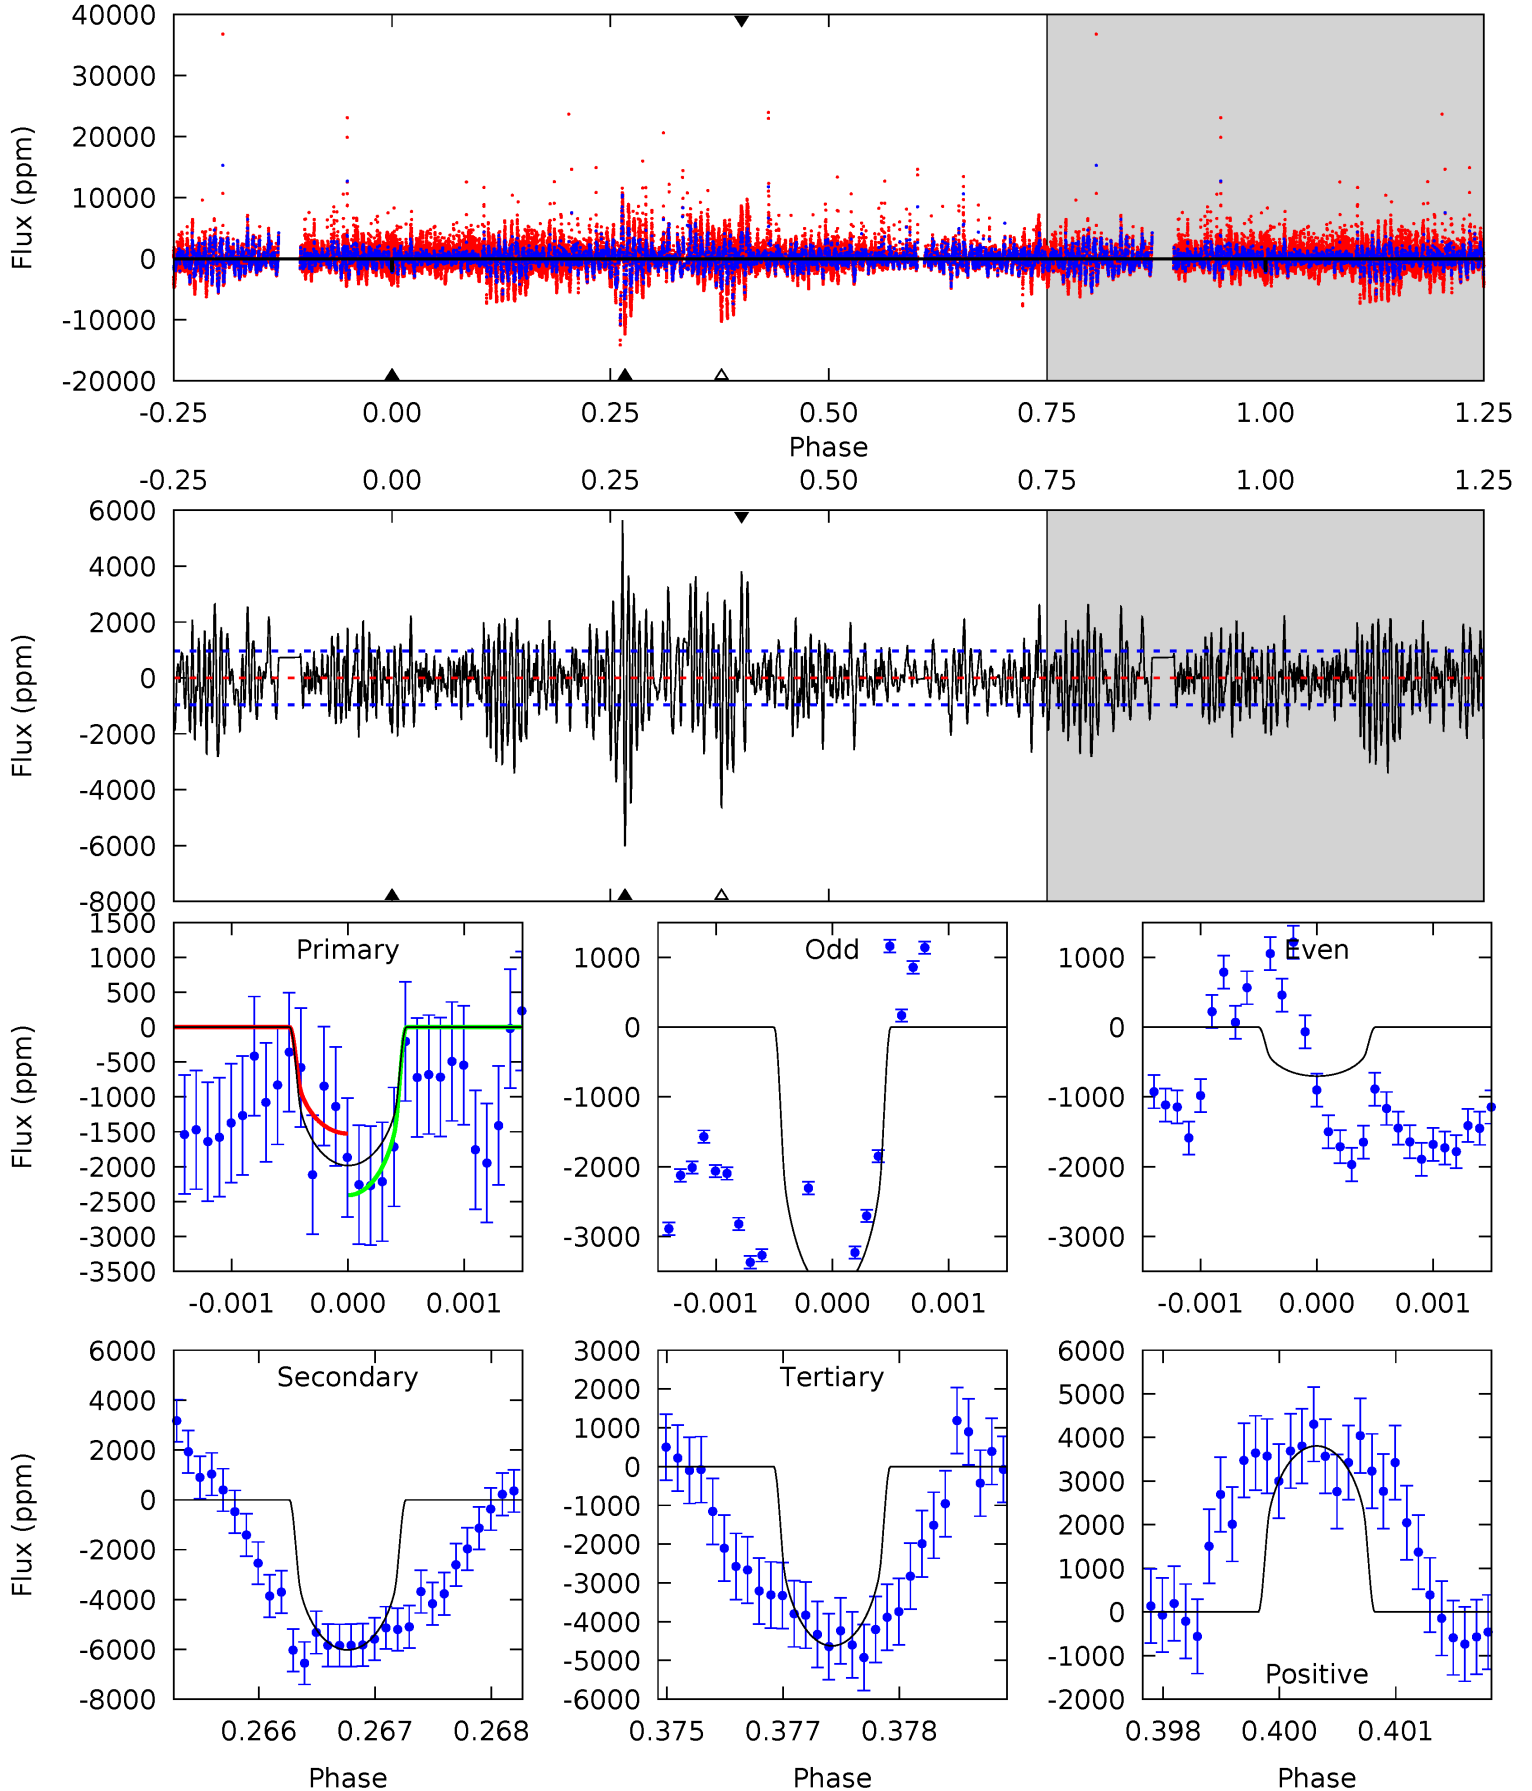 40000
30000
20000
10000
0
-10000
-20000
Flux (ppm)
-0.25 0.00 0.25 0.50 0.75 1.00 1.25
Phase
-0.25 0.00 0.25 0.50 0.75 1.00 1.25
6000
4000
2000
0
-2000
-4000
-6000
-8000
Flux (ppm)
Primary
1500
1000
500
0
-500
-1000
-1500
-2000
-2500
-3000
-3500
Flux (ppm)
-0.001 0.000 0.001
Odd
1000
0
-1000
-2000
-3000
-0.001 0.000 0.001
Even
1000
0
-1000
-2000
-3000
-0.001 0.000 0.001
Secondary
6000
4000
2000
0
-2000
-4000
-6000
-8000
Flux (ppm)
0.266 0.267 0.268
Phase
Tertiary
3000
2000
1000
0
-1000
-2000
-3000
-4000
-5000
-6000
0.375 0.377 0.378
Phase
Positive
6000
5000
4000
3000
2000
1000
0
-1000
-2000
0.398 0.400 0.401
Phase